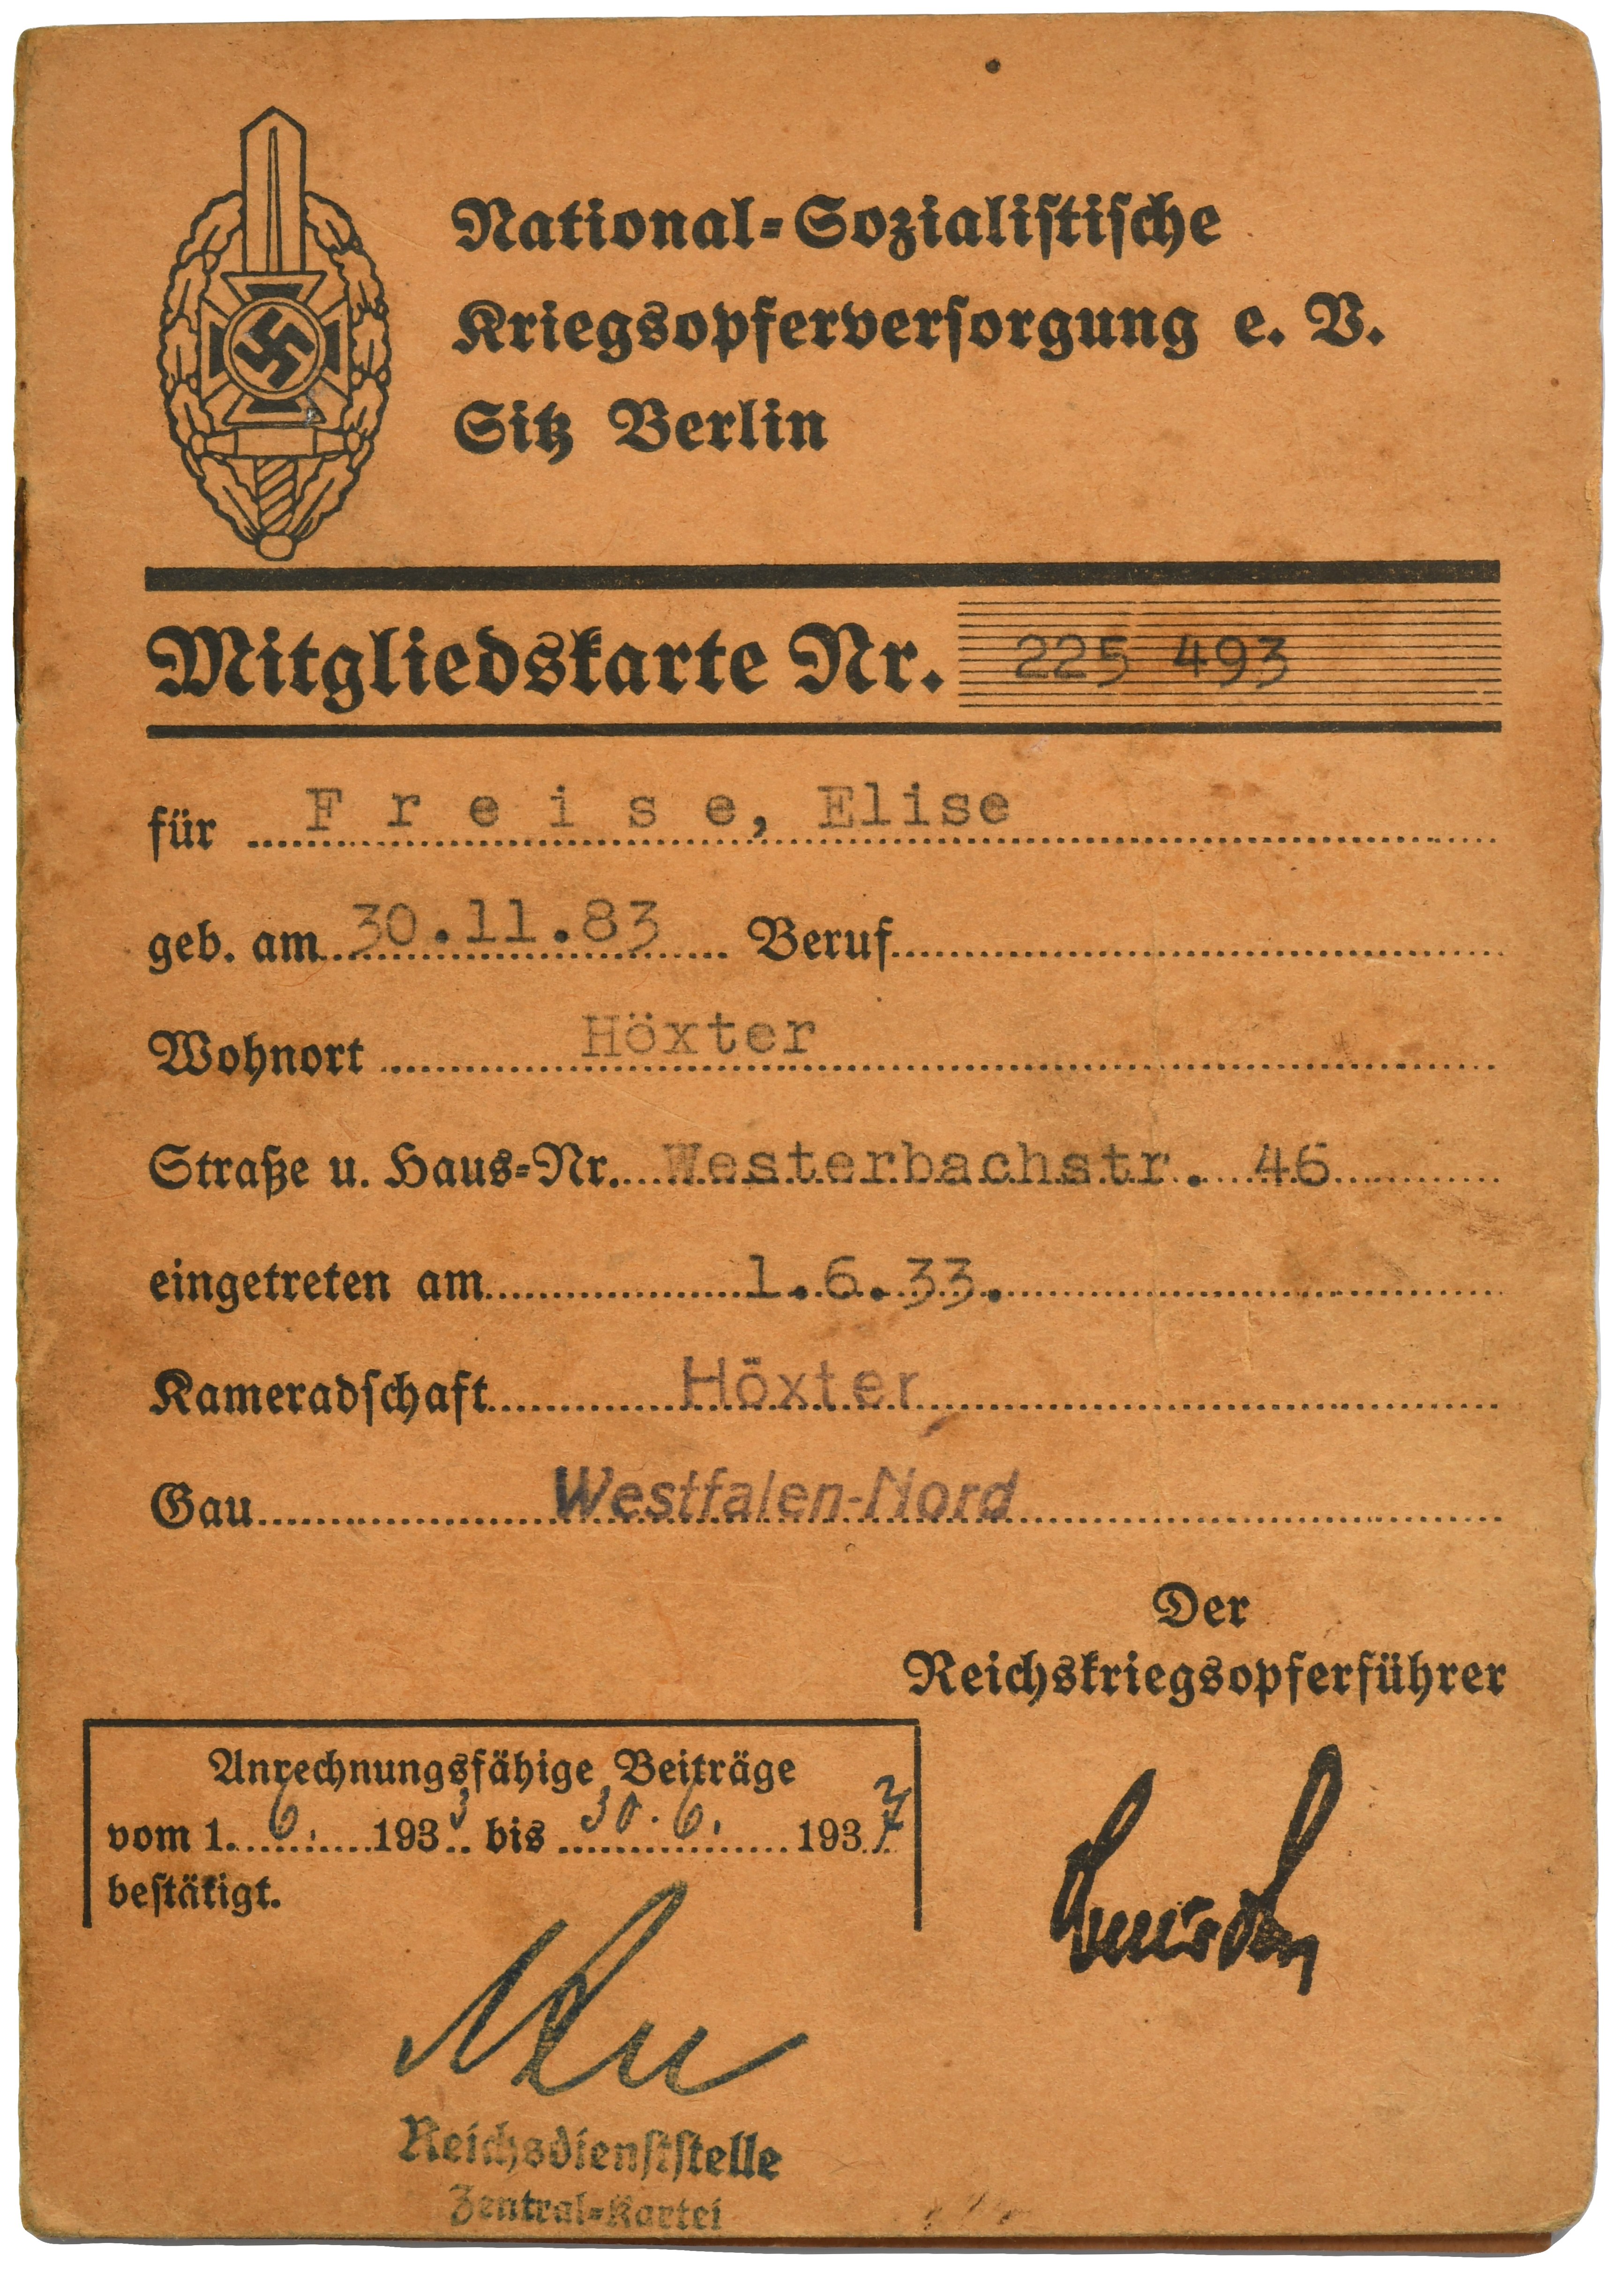 National-Sozialistische
Kriegsopferversorgung e. V.
Sitz Berlin
Mitgliedskarte Nr. 225 493
für Freise, Elise
geb. am 30.11.83 Beruf
Wohnort Höxter
Straße u. Haus-Nr. Westerbachstr. 46
eingetreten am 1.6.33.
Kameradschaft Höxter
Gau Westfalen-Nord
Der
Reichskriegsopferführer
Anrechnungsfähige Beiträge
vom 1. 6. 1933 bis 30.6. 193
bestätigt.
Reichsdienststelle
Zentral-Kartei